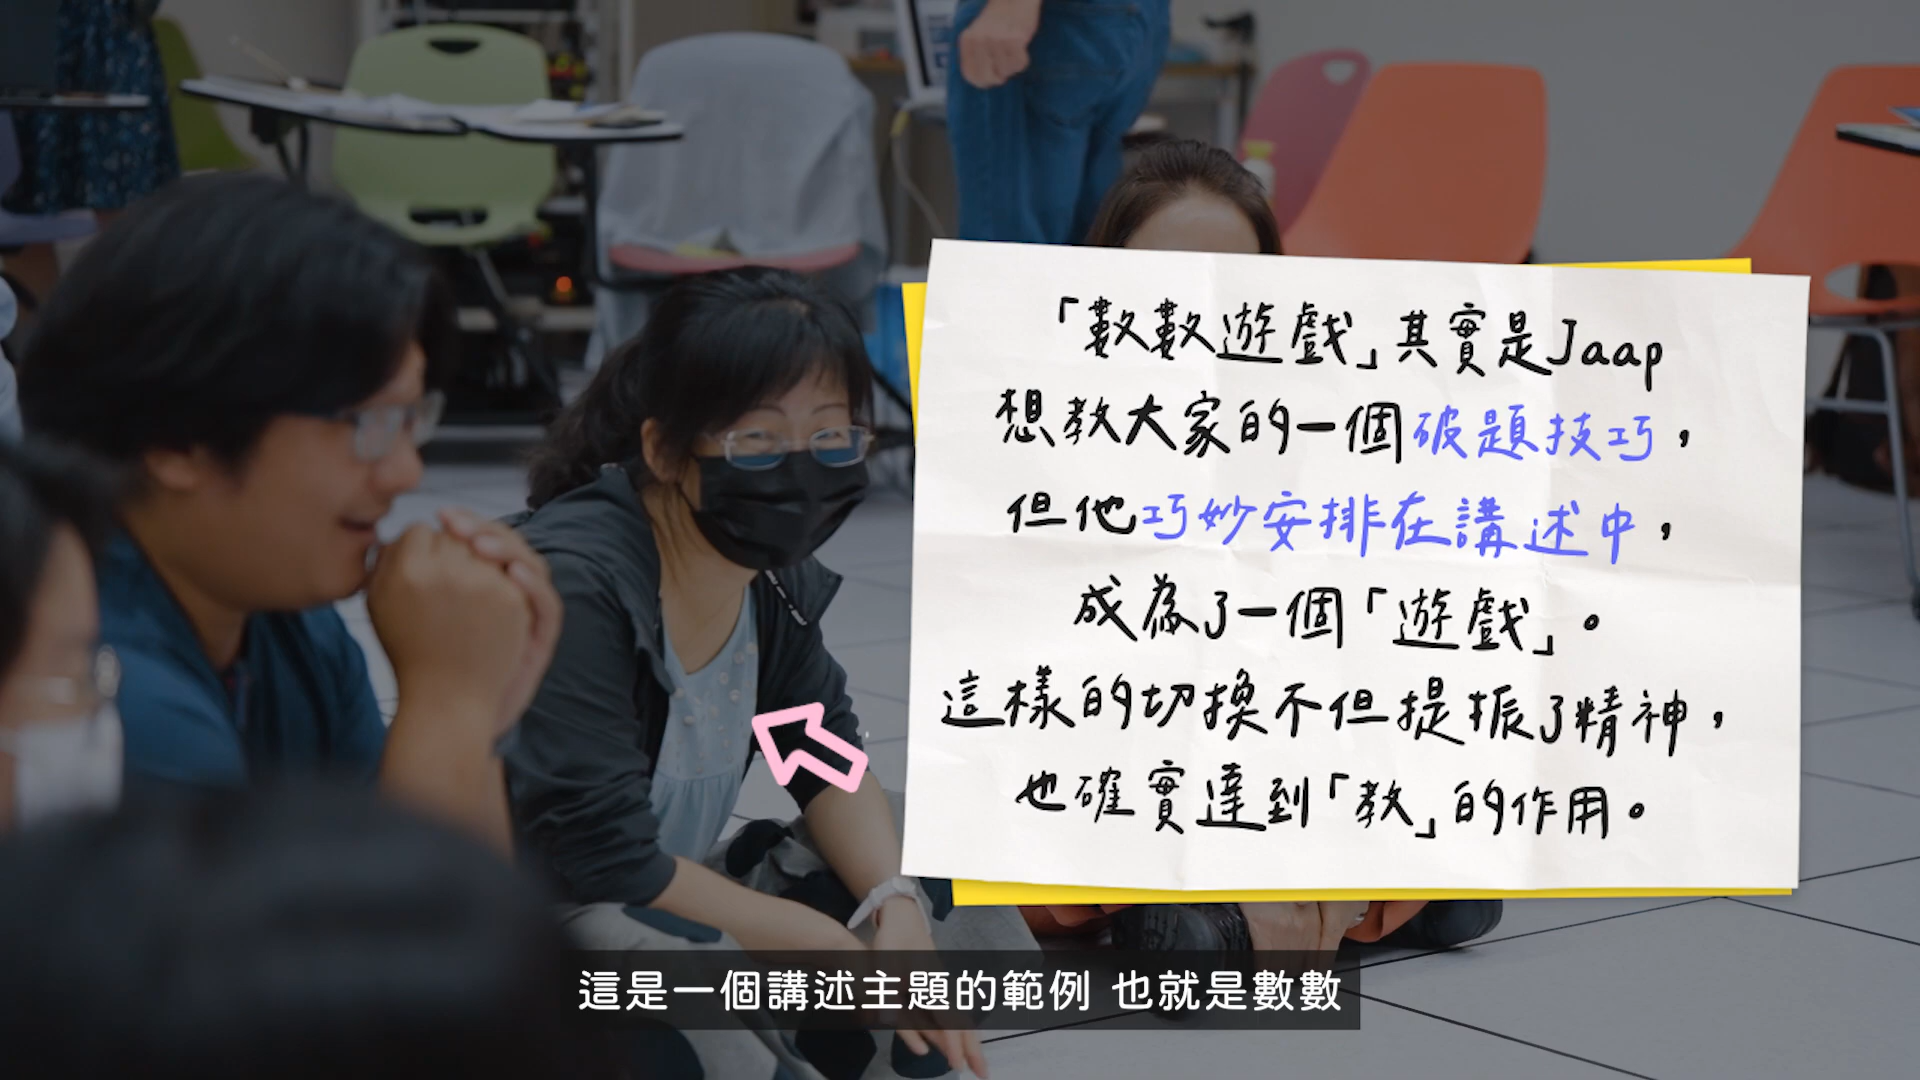 「數數遊戲」其實是Jaap
想教大家的一個破題技巧，
但他巧妙安排在講述中，
成為了一個「遊戲」。
這樣的切換不但提振了精神，
也確實達到「教」的作用。
這是一個講述主題的範例 也就是數數